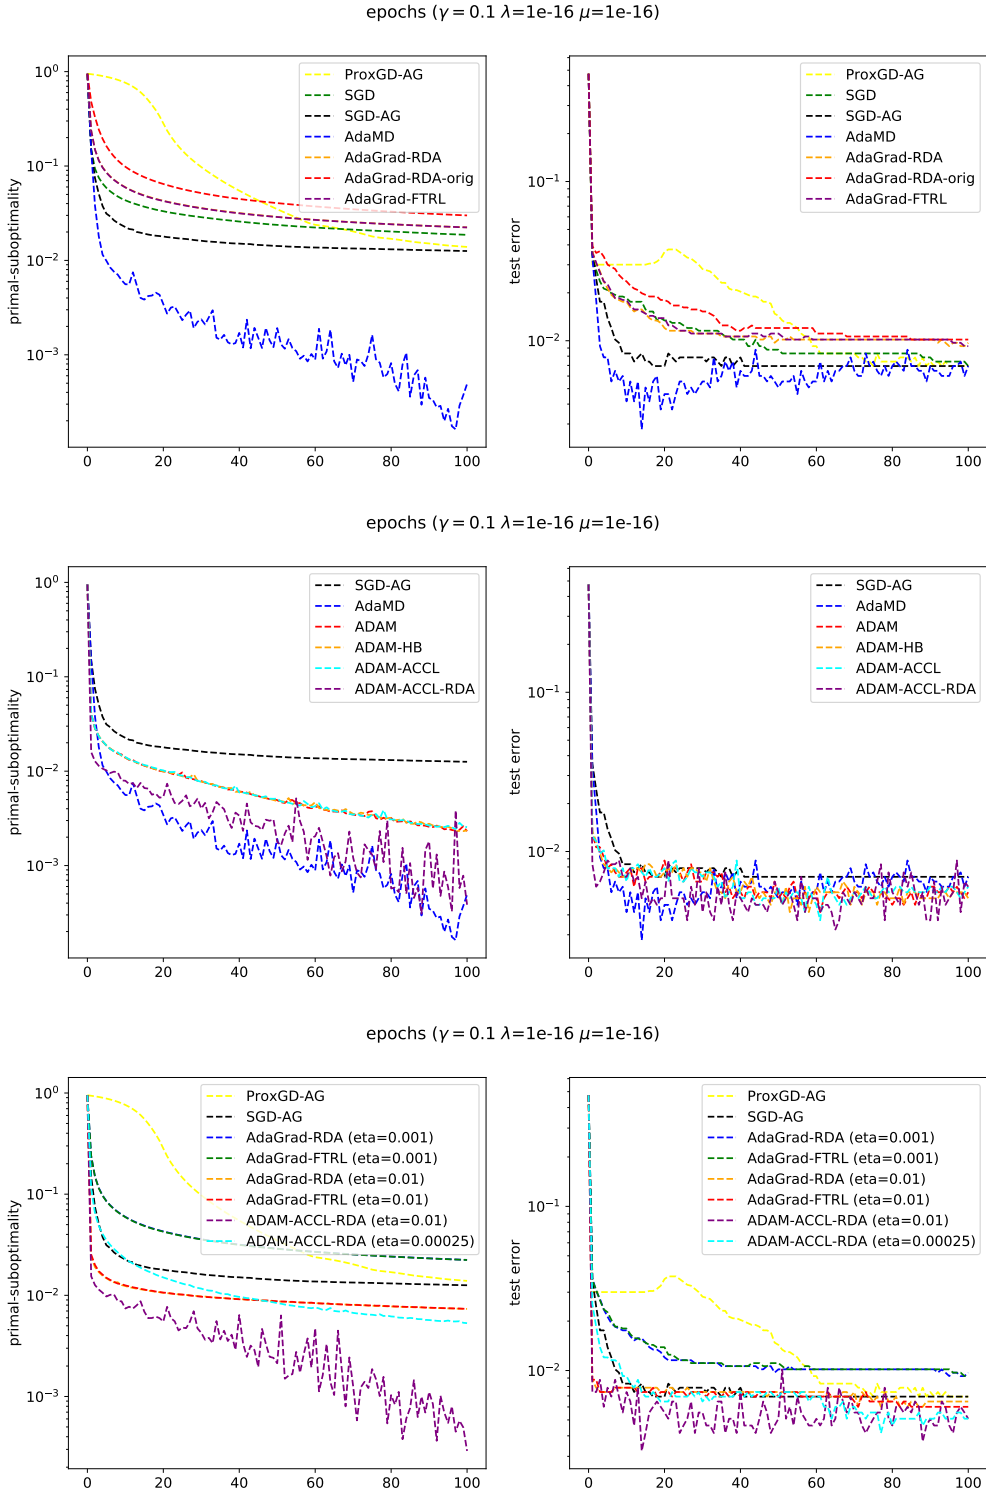 epochs (γ = 0.1 λ=1e-16 μ=1e-16)
primal-suboptimality
10⁰
10⁻¹
10⁻²
10⁻³
0 20 40 60 80 100
ProxGD-AG
SGD
SGD-AG
AdaMD
AdaGrad-RDA
AdaGrad-RDA-orig
AdaGrad-FTRL
test error
10⁻¹
10⁻²
0 20 40 60 80 100
ProxGD-AG
SGD
SGD-AG
AdaMD
AdaGrad-RDA
AdaGrad-RDA-orig
AdaGrad-FTRL
epochs (γ = 0.1 λ=1e-16 μ=1e-16)
primal-suboptimality
10⁰
10⁻¹
10⁻²
10⁻³
0 20 40 60 80 100
SGD-AG
AdaMD
ADAM
ADAM-HB
ADAM-ACCL
ADAM-ACCL-RDA
test error
10⁻¹
10⁻²
0 20 40 60 80 100
SGD-AG
AdaMD
ADAM
ADAM-HB
ADAM-ACCL
ADAM-ACCL-RDA
epochs (γ = 0.1 λ=1e-16 μ=1e-16)
primal-suboptimality
10⁰
10⁻¹
10⁻²
10⁻³
0 20 40 60 80 100
ProxGD-AG
SGD-AG
AdaGrad-RDA (eta=0.001)
AdaGrad-FTRL (eta=0.001)
AdaGrad-RDA (eta=0.01)
AdaGrad-FTRL (eta=0.01)
ADAM-ACCL-RDA (eta=0.01)
ADAM-ACCL-RDA (eta=0.00025)
test error
10⁻¹
10⁻²
0 20 40 60 80 100
ProxGD-AG
SGD-AG
AdaGrad-RDA (eta=0.001)
AdaGrad-FTRL (eta=0.001)
AdaGrad-RDA (eta=0.01)
AdaGrad-FTRL (eta=0.01)
ADAM-ACCL-RDA (eta=0.01)
ADAM-ACCL-RDA (eta=0.00025)